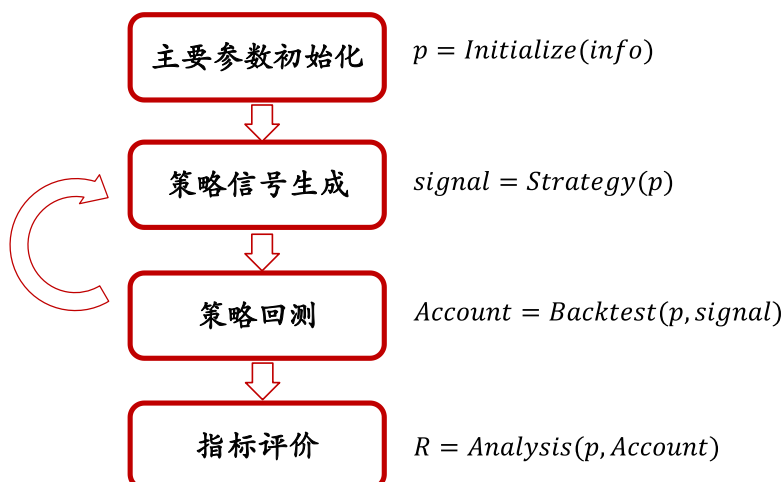 主要参数初始化
p = Initialize(info)
策略信号生成
signal = Strategy(p)
策略回测
Account = Backtest(p, signal)
指标评价
R = Analysis(p, Account)